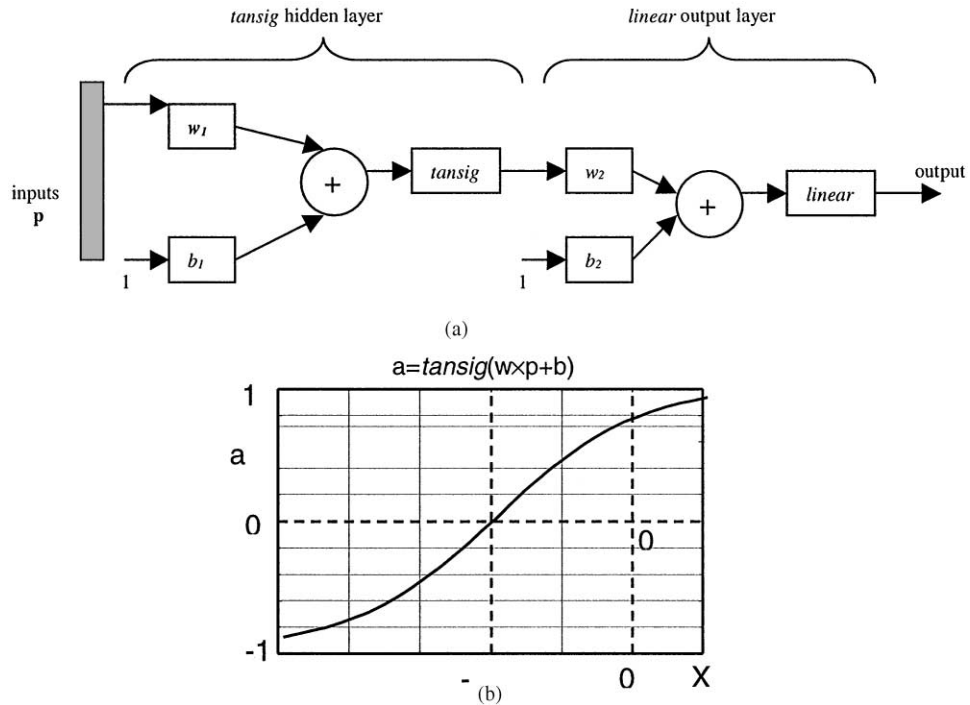 tansig hidden layer
linear output layer
inputs
p
w1
+
tansig
w2
+
linear
output
1
b1
1
b2
(a)
a=tansig(w×p+b)
1
a
0
0
-1
-
0
X
(b)